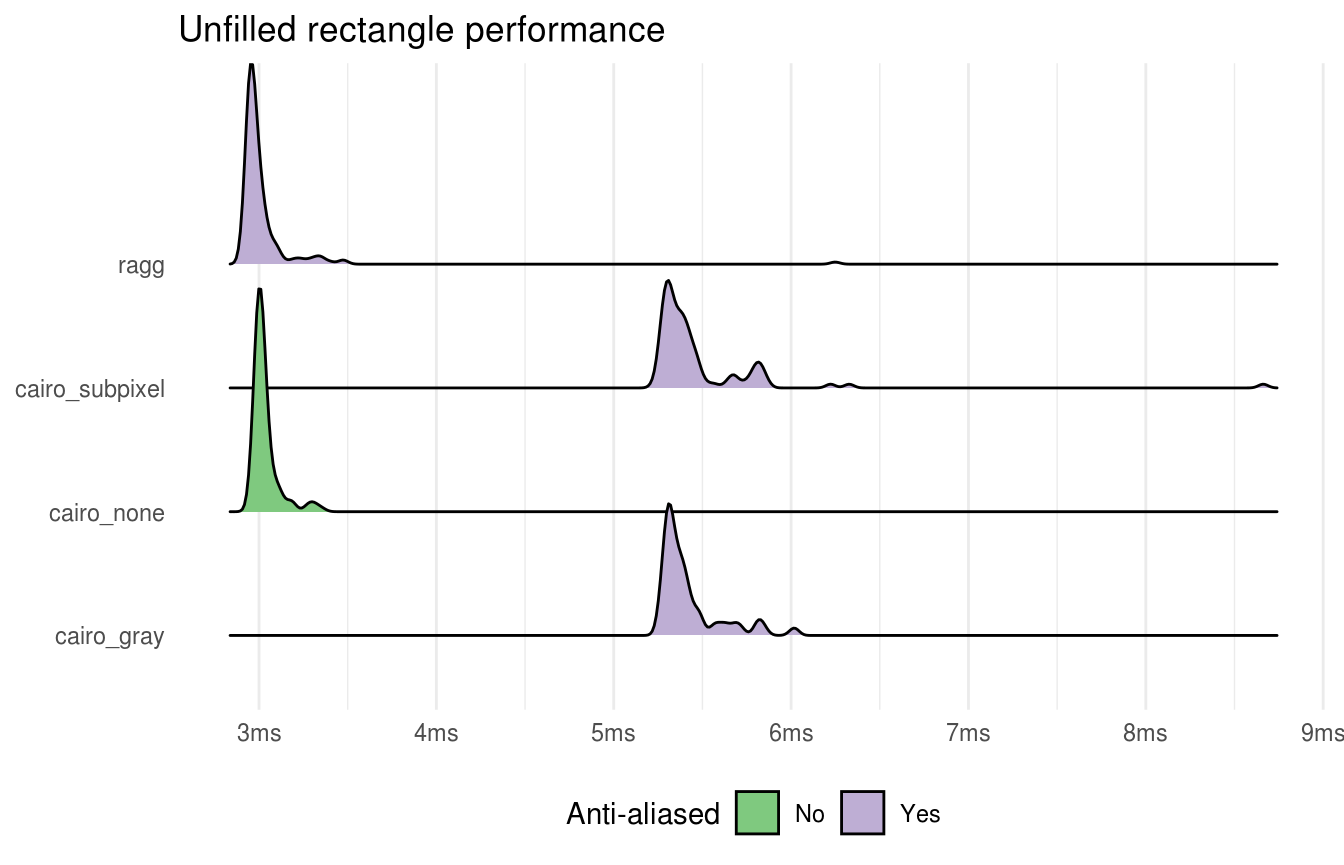 Unfilled rectangle performance
ragg
cairo_subpixel
cairo_none
cairo_gray
3ms 4ms 5ms 6ms 7ms 8ms 9ms
Anti-aliased No Yes